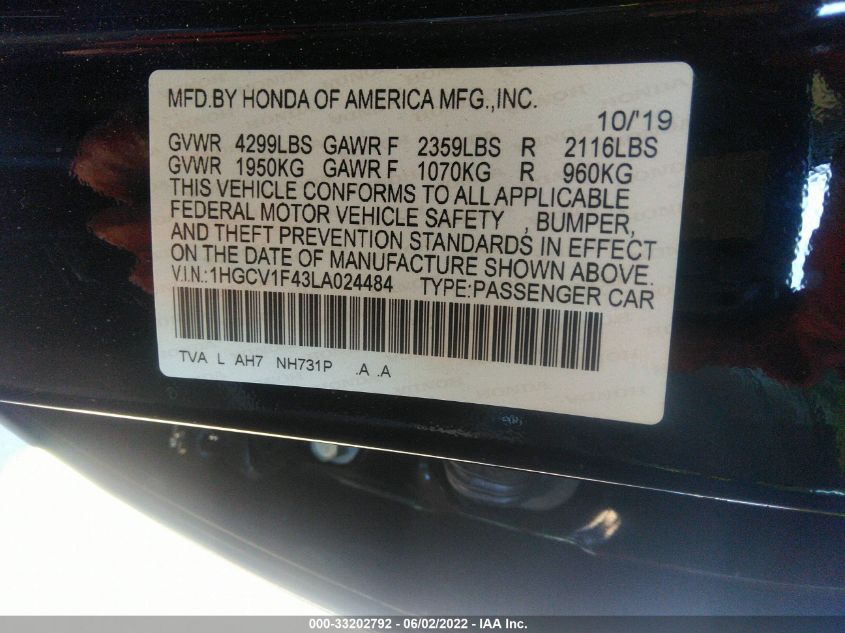 MFD.BY HONDA OF AMERICA MFG.,INC.
10/'19
GVWR 4299LBS GAWR F 2359LBS R 2116LBS
GVWR 1950KG GAWR F 1070KG R 960KG
THIS VEHICLE CONFORMS TO ALL APPLICABLE
FEDERAL MOTOR VEHICLE SAFETY , BUMPER,
AND THEFT PREVENTION STANDARDS IN EFFECT
ON THE DATE OF MANUFACTURE SHOWN ABOVE.
V.I.N.:1HGCV1F43LA024484 TYPE:PASSENGER CAR
TVA L AH7 NH731P .A .A
000-33202792 - 06/02/2022 - IAA Inc.